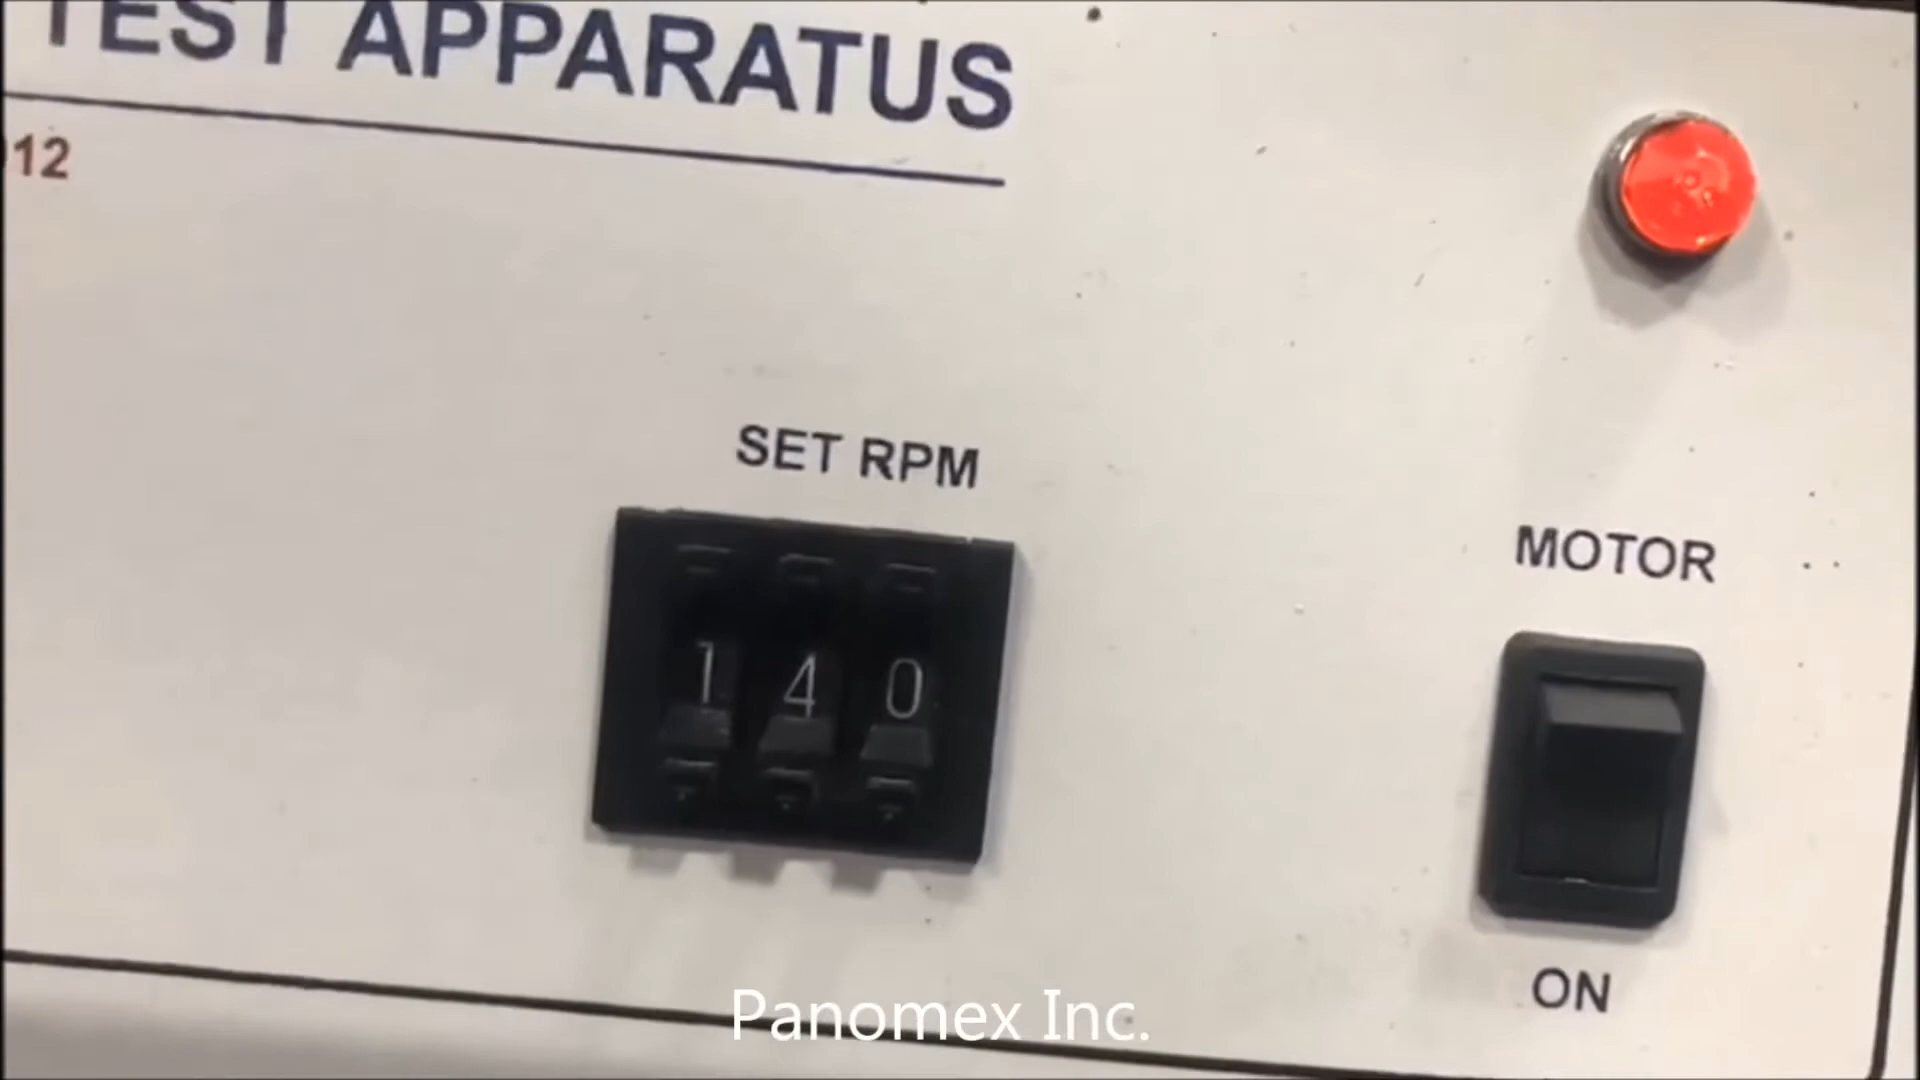 TEST APPARATUS
12
SET RPM
1 4 0
MOTOR
ON
Panomex Inc.